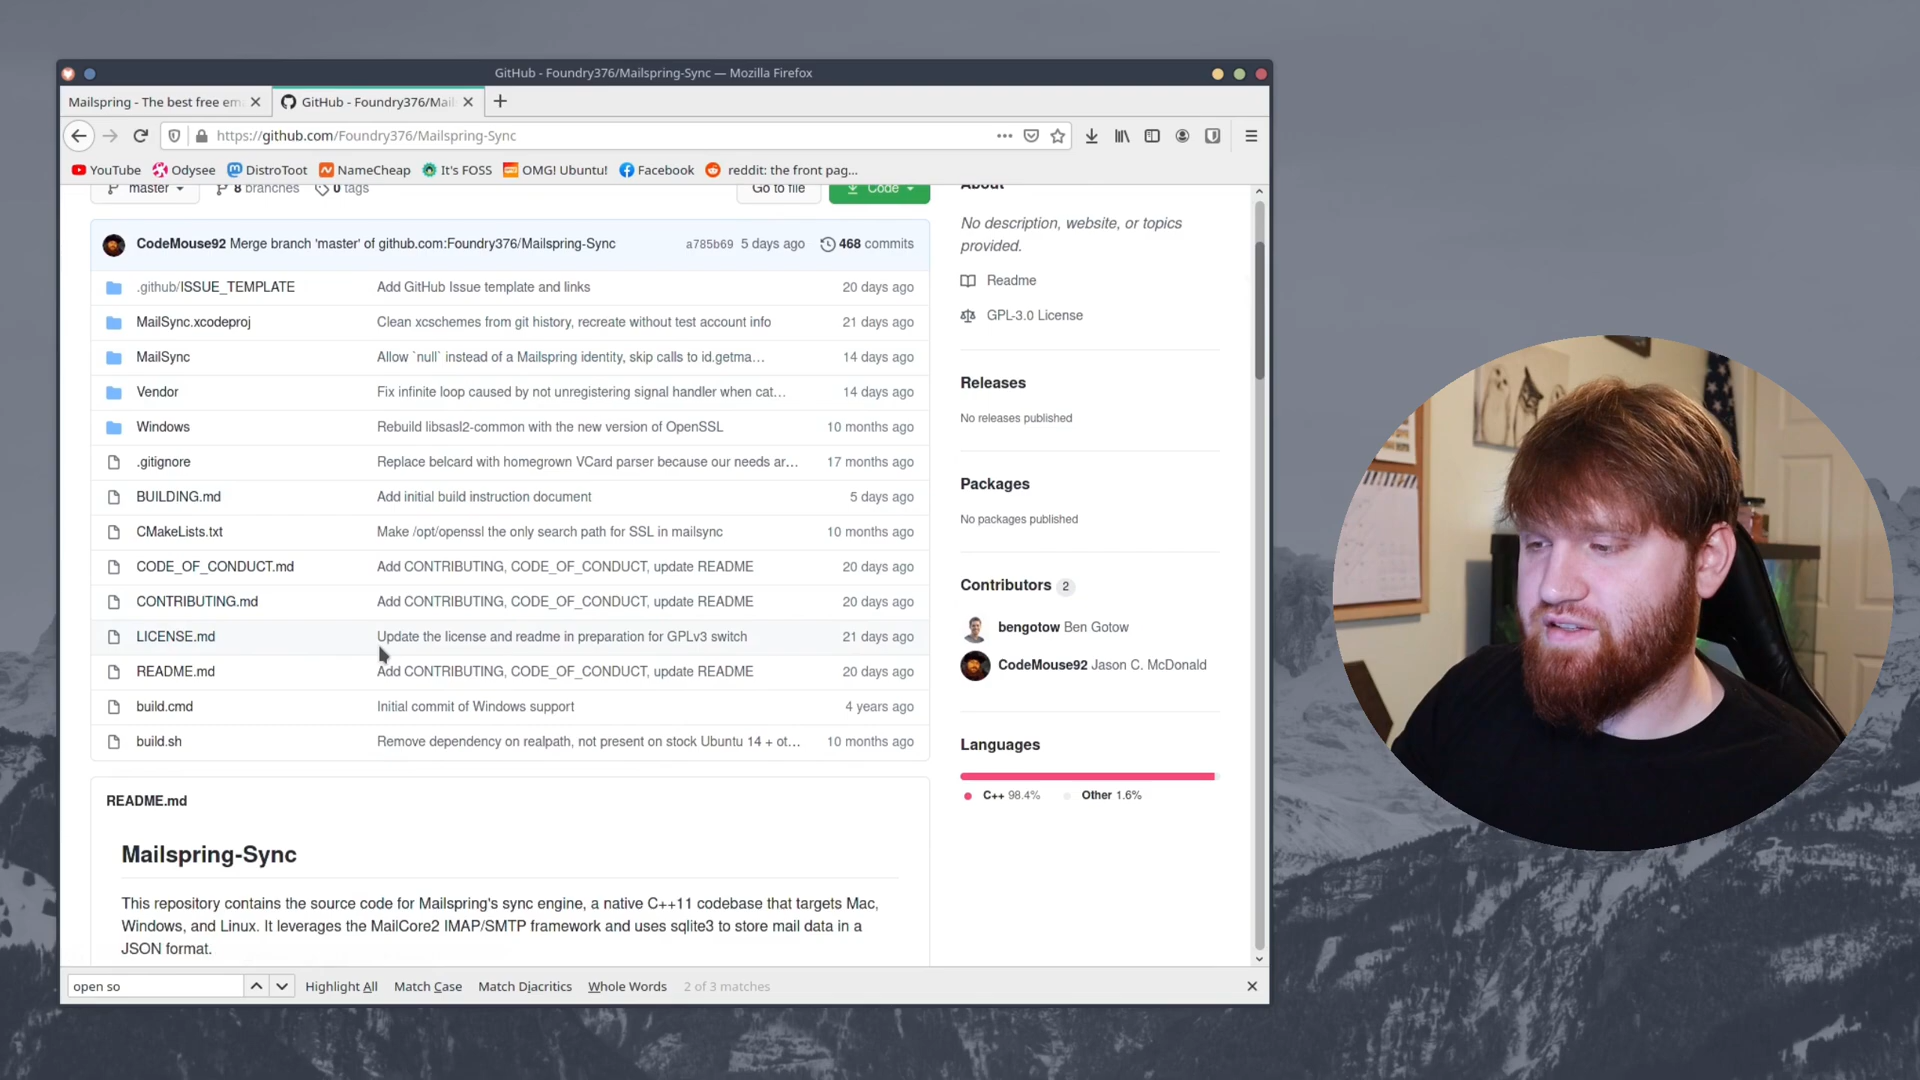 GitHub - Foundry376/Mailspring-Sync — Mozilla Firefox
Mailspring - The best free em
GitHub - Foundry376/Mail
https://github.com/Foundry376/Mailspring-Sync
YouTube Odysee DistroToot NameCheap It's FOSS OMG! Ubuntu! Facebook reddit: the front pag...
master 8 branches 0 tags Go to file Code
CodeMouse92 Merge branch 'master' of github.com:Foundry376/Mailspring-Sync a785b69 5 days ago 468 commits
.github/ISSUE_TEMPLATE Add GitHub Issue template and links 20 days ago
MailSync.xcodeproj Clean xcschemes from git history, recreate without test account info 21 days ago
MailSync Allow `null` instead of a Mailspring identity, skip calls to id.getma... 14 days ago
Vendor Fix infinite loop caused by not unregistering signal handler when cat... 14 days ago
Windows Rebuild libsasl2-common with the new version of OpenSSL 10 months ago
.gitignore Replace belcard with homegrown VCard parser because our needs ar... 17 months ago
BUILDING.md Add initial build instruction document 5 days ago
CMakeLists.txt Make /opt/openssl the only search path for SSL in mailsync 10 months ago
CODE_OF_CONDUCT.md Add CONTRIBUTING, CODE_OF_CONDUCT, update README 20 days ago
CONTRIBUTING.md Add CONTRIBUTING, CODE_OF_CONDUCT, update README 20 days ago
LICENSE.md Update the license and readme in preparation for GPLv3 switch 21 days ago
README.md Add CONTRIBUTING, CODE_OF_CONDUCT, update README 20 days ago
build.cmd Initial commit of Windows support 4 years ago
build.sh Remove dependency on realpath, not present on stock Ubuntu 14 + ot... 10 months ago
README.md
Mailspring-Sync
This repository contains the source code for Mailspring's sync engine, a native C++11 codebase that targets Mac,
Windows, and Linux. It leverages the MailCore2 IMAP/SMTP framework and uses sqlite3 to store mail data in a
JSON format.
About
No description, website, or topics
provided.
Readme
GPL-3.0 License
Releases
No releases published
Packages
No packages published
Contributors 2
bengotow Ben Gotow
CodeMouse92 Jason C. McDonald
Languages
C++ 98.4% Other 1.6%
open so Highlight All Match Case Match Diacritics Whole Words 2 of 3 matches